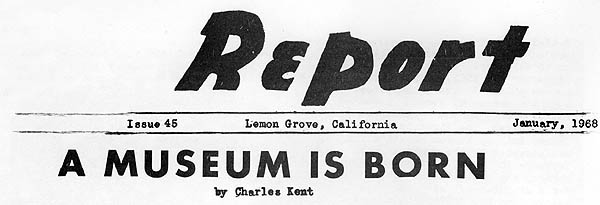 Report
Issue 45 Lemon Grove, California January, 1968
A MUSEUM IS BORN
by Charles Kent